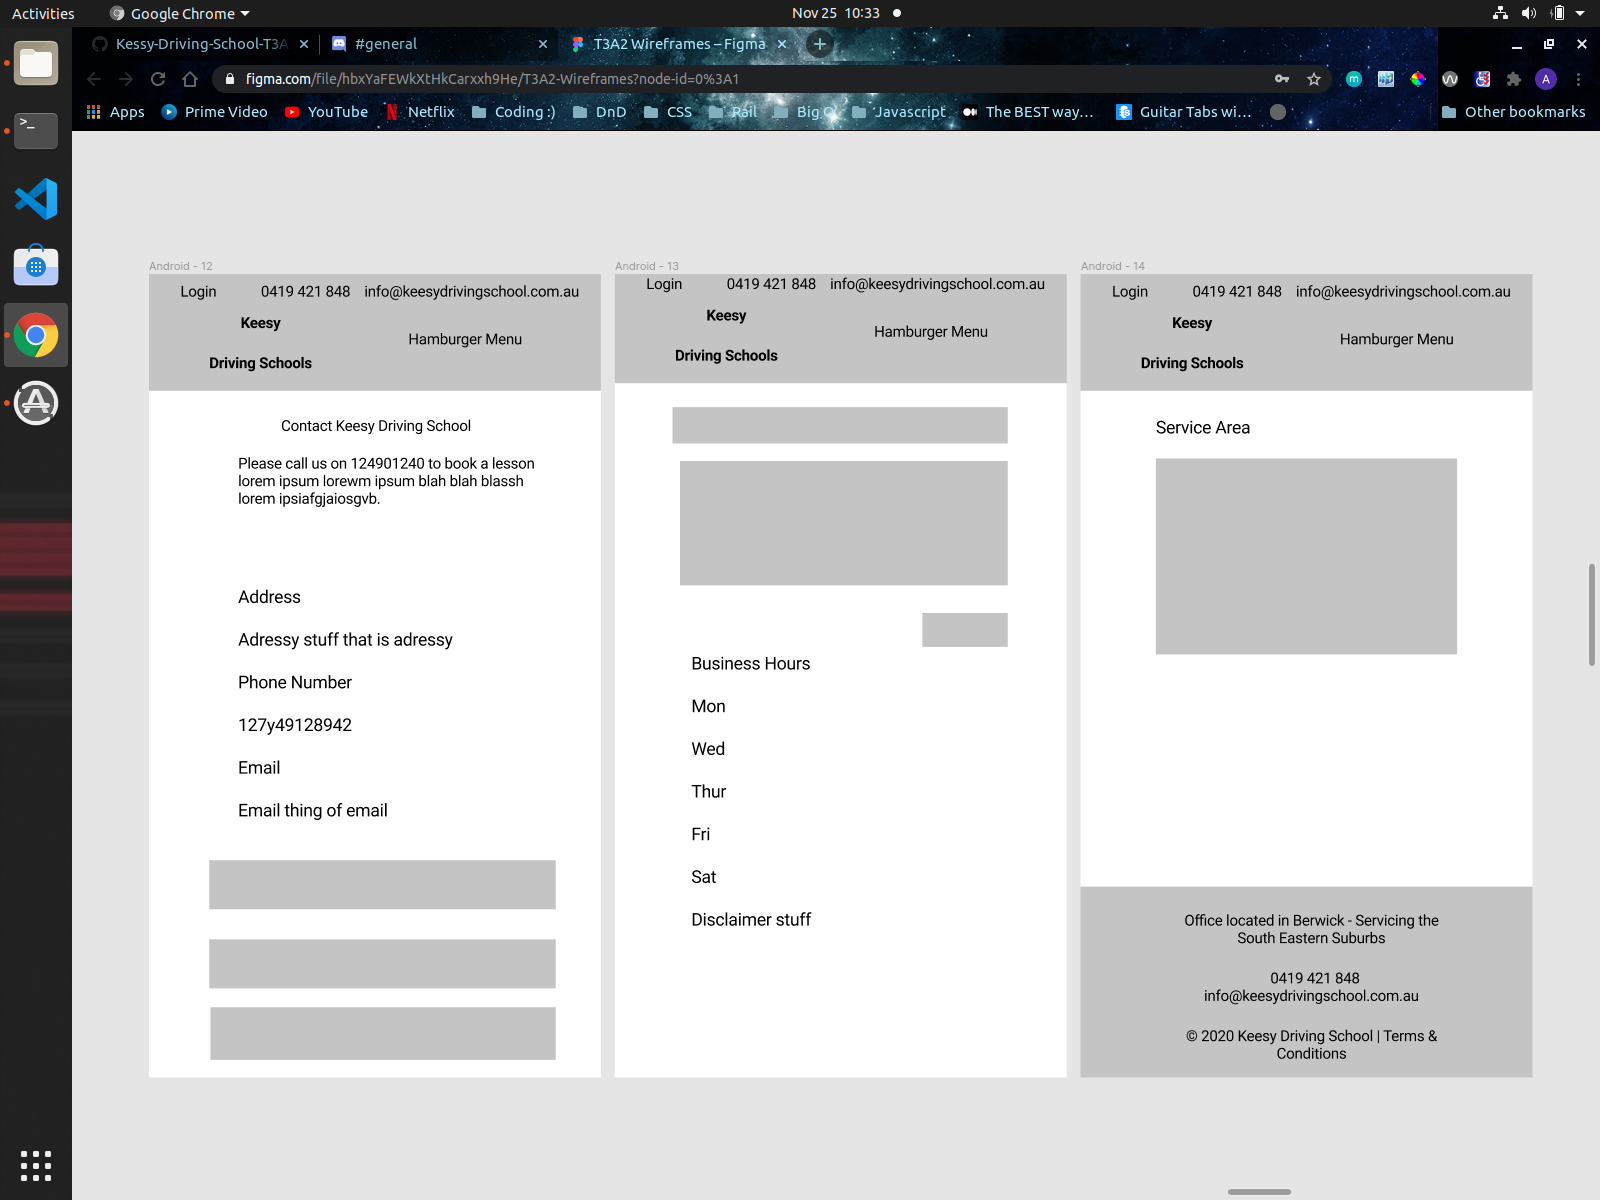 Activities
Google Chrome
Nov 25 10:33
Kessy-Driving-School-T3A
#general
T3A2 Wireframes – Figma
figma.com/file/hbxYaFEWkXtHkCarxxh9He/T3A2-Wireframes?node-id=0%3A1
Apps
Prime Video
YouTube
Netflix
Coding :)
DnD
CSS
Rail
Big O
Javascript
The BEST way...
Guitar Tabs wi...
Other bookmarks
Android - 12
Login 0419 421 848 info@keesydrivingschool.com.au
Keesy
Hamburger Menu
Driving Schools
Contact Keesy Driving School
Please call us on 124901240 to book a lesson
lorem ipsum lorewm ipsum blah blah blassh
lorem ipsiafgjaiosgvb.
Address
Adressy stuff that is adressy
Phone Number
127y49128942
Email
Email thing of email
Android - 13
Login 0419 421 848 info@keesydrivingschool.com.au
Keesy
Hamburger Menu
Driving Schools
Business Hours
Mon
Wed
Thur
Fri
Sat
Disclaimer stuff
Android - 14
Login 0419 421 848 info@keesydrivingschool.com.au
Keesy
Hamburger Menu
Driving Schools
Service Area
Office located in Berwick - Servicing the
South Eastern Suburbs
0419 421 848
info@keesydrivingschool.com.au
© 2020 Keesy Driving School | Terms &
Conditions